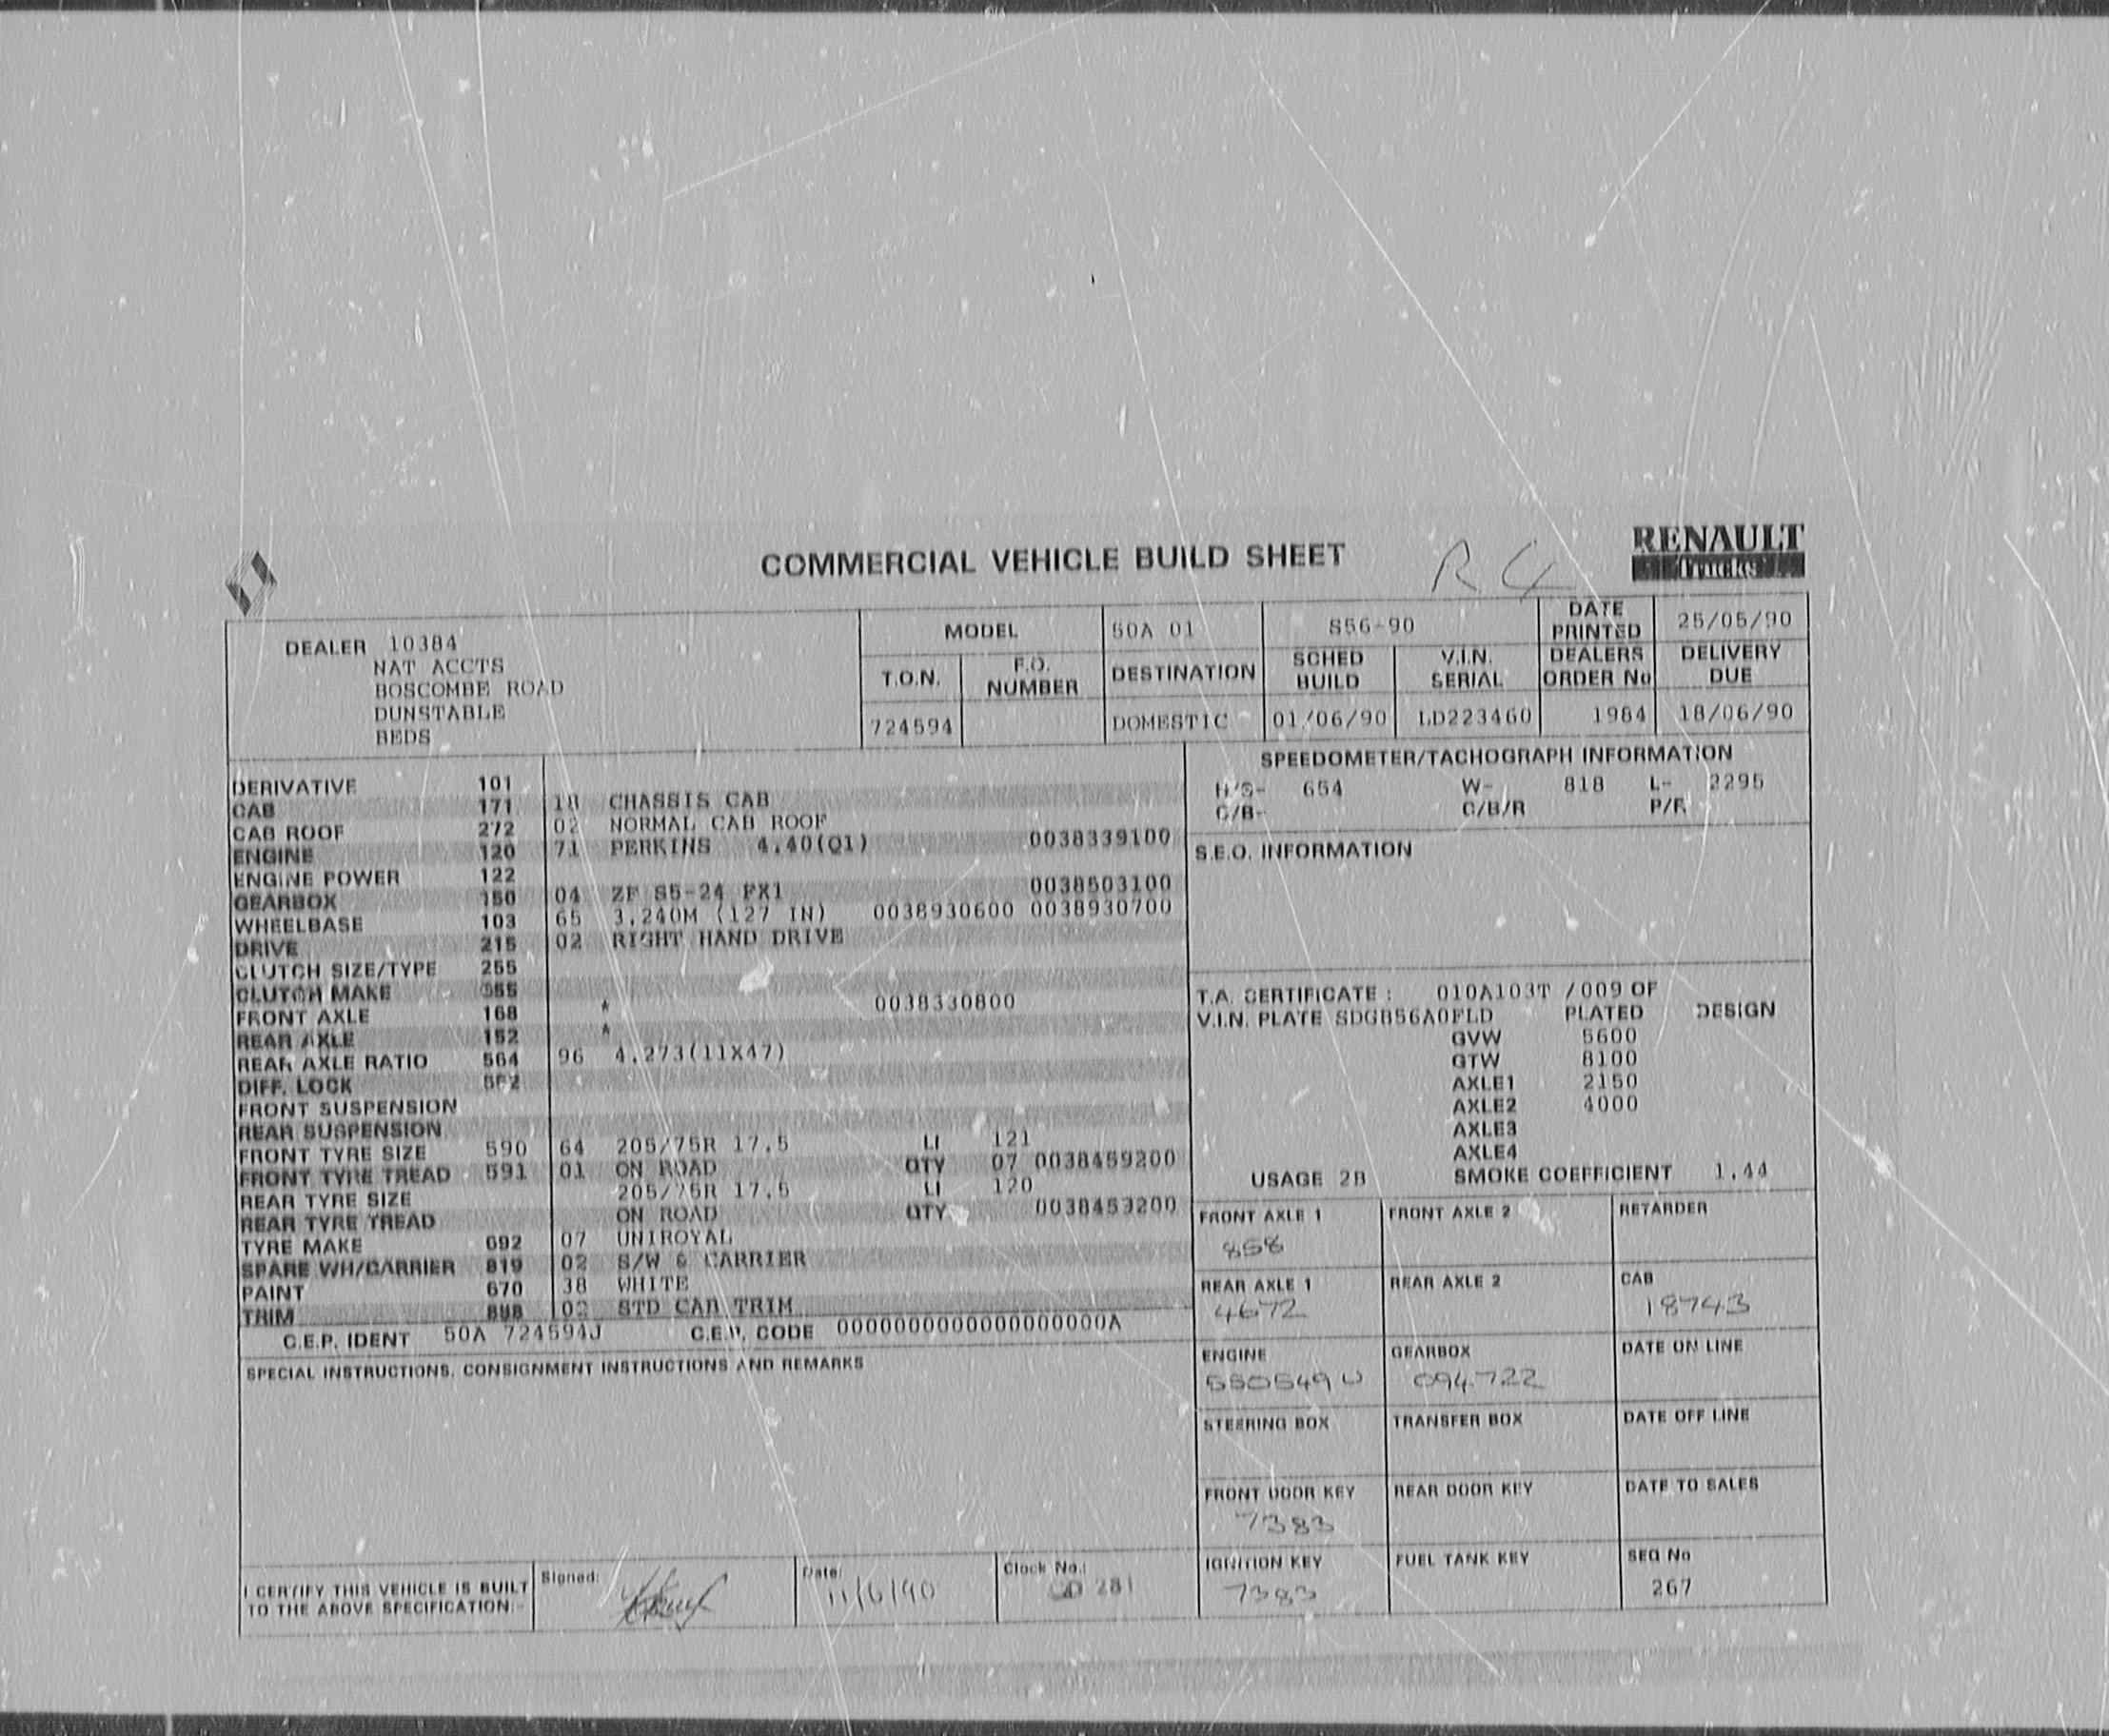 COMMERCIAL VEHICLE BUILD SHEET
R 4
RENAULT
Trucks
DEALER 10384
NAT ACCTS
BOSCOMBE ROAD
DUNSTABLE
BEDS
MODEL 50A 01 S56-90 DATE PRINTED 25/05/90
T.O.N. F.O. NUMBER DESTINATION SCHED BUILD V.I.N. SERIAL DEALERS ORDER No DELIVERY DUE
724594 DOMESTIC 01/06/90 LD223460 1984 18/06/90
DERIVATIVE 101
CAB 171 18 CHASSIS CAB
CAB ROOF 272 02 NORMAL CAB ROOF
ENGINE 120 71 PERKINS 4.40(Q1) 0038339100
ENGINE POWER 122
GEARBOX 150 04 ZF S5-24 PX1 0038503100
WHEELBASE 103 65 3.240M (127 IN) 0038930600 0038930700
DRIVE 215 02 RIGHT HAND DRIVE
CLUTCH SIZE/TYPE 255
CLUTCH MAKE 355
FRONT AXLE 168 * 0038330800
REAR AXLE 152 *
REAR AXLE RATIO 564 96 4.273(11X47)
DIFF. LOCK
FRONT SUSPENSION
REAR SUSPENSION
FRONT TYRE SIZE 590 64 205/75R 17.5 LI 121
FRONT TYRE TREAD 591 01 ON ROAD QTY 07 0038459200
REAR TYRE SIZE 205/75R 17.5 LI 120
REAR TYRE TREAD ON ROAD QTY 0038453200
TYRE MAKE 692 07 UNIROYAL
SPARE WH/CARRIER 819 02 S/W & CARRIER
PAINT 670 38 WHITE
TRIM 898 02 STD CAB TRIM
C.E.P. IDENT 50A 724594J C.E.P. CODE 00000000000000000000A
SPECIAL INSTRUCTIONS, CONSIGNMENT INSTRUCTIONS AND REMARKS
I CERTIFY THIS VEHICLE IS BUILT
TO THE ABOVE SPECIFICATION:-
Signed:
Date: 11/6/90
Clock No.: 281
SPEEDOMETER/TACHOGRAPH INFORMATION
H/S- 654 W- 818 L- 2295
C/B- C/B/R P/R
S.E.O. INFORMATION
T.A. CERTIFICATE : 010A103T /009 OF
V.I.N. PLATE SDGB56A0FLD PLATED DESIGN
GVW 5600
GTW 8100
AXLE1 2150
AXLE2 4000
AXLE3
AXLE4
USAGE 2B SMOKE COEFFICIENT 1.44
FRONT AXLE 1 FRONT AXLE 2 RETARDER
858
REAR AXLE 1 REAR AXLE 2 CAB
4672 18743
ENGINE GEARBOX DATE ON LINE
550549U 094722
STEERING BOX TRANSFER BOX DATE OFF LINE
FRONT DOOR KEY REAR DOOR KEY DATE TO SALES
7383
IGNITION KEY FUEL TANK KEY SEQ No
7383 267